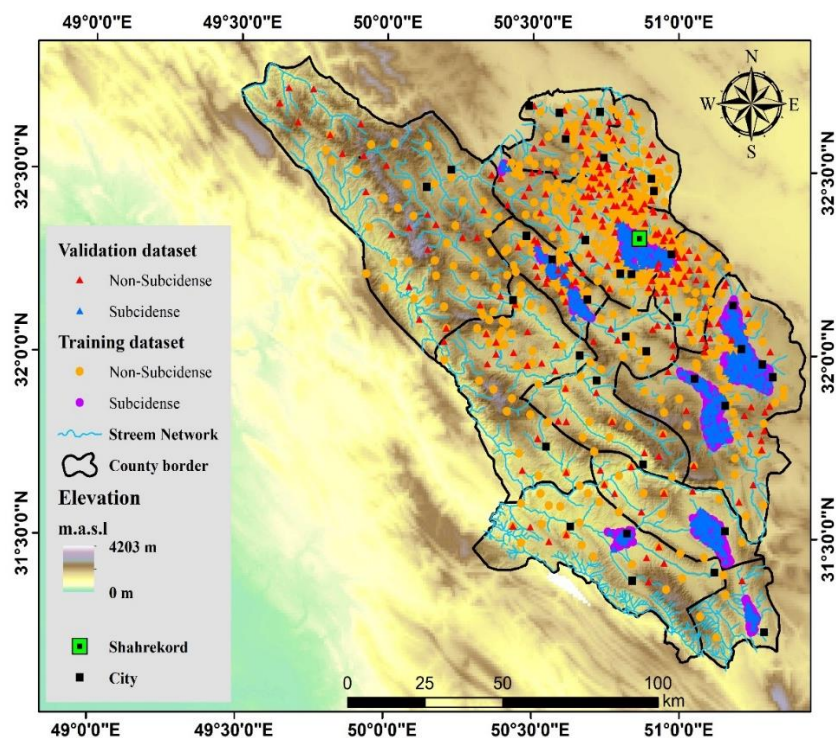 49°0'0"E 49°30'0"E 50°0'0"E 50°30'0"E 51°0'0"E
N
W E
S
32°30'0"N 32°30'0"N
Validation dataset
Non-Subcidense
Subcidense
Training dataset
Non-Subcidense
Subcidense
Streem Network
County border
Elevation
m.a.s.l
4203 m
0 m
Shahrekord
City
32°0'0"N 32°0'0"N
31°30'0"N 31°30'0"N
0 25 50 100
km
49°0'0"E 49°30'0"E 50°0'0"E 50°30'0"E 51°0'0"E